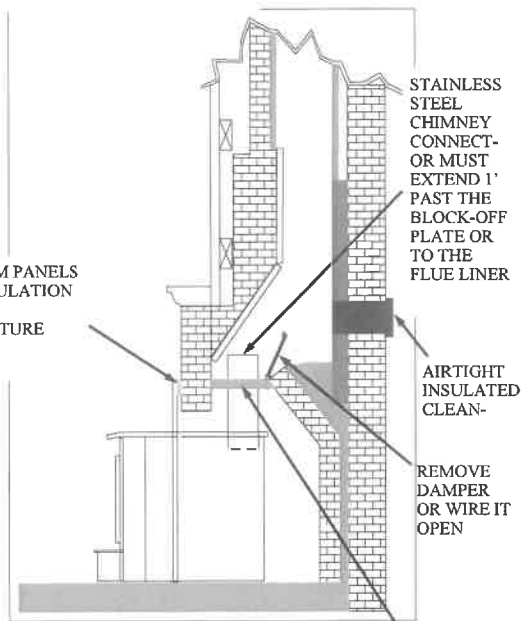 STAINLESS
STEEL
CHIMNEY
CONNECT-
OR MUST
EXTEND 1'
PAST THE
BLOCK-OFF
PLATE OR
TO THE
FLUE LINER
M PANELS
ULATION
TURE
AIRTIGHT
INSULATED
CLEAN-
REMOVE
DAMPER
OR WIRE IT
OPEN